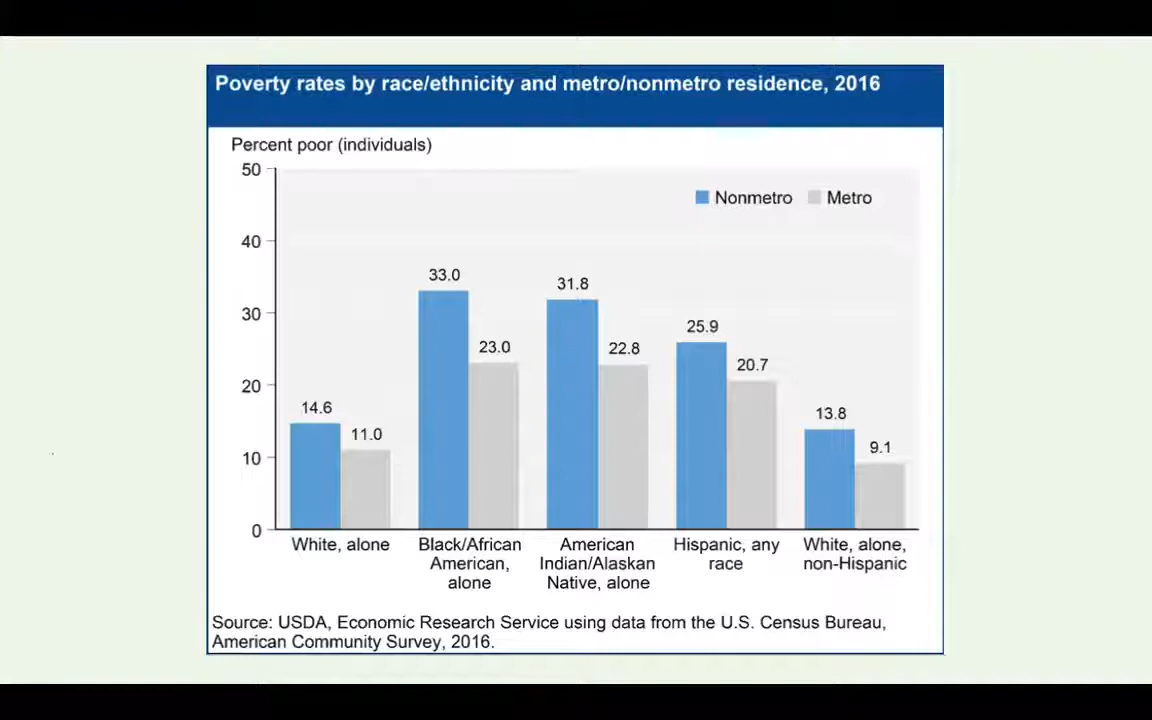 Poverty rates by race/ethnicity and metro/nonmetro residence, 2016
Percent poor (individuals)
50
40
30
20
10
0
Nonmetro
Metro
14.6
11.0
33.0
23.0
31.8
22.8
25.9
20.7
13.8
9.1
White, alone
Black/African
American,
alone
American
Indian/Alaskan
Native, alone
Hispanic, any
race
White, alone,
non-Hispanic
Source: USDA, Economic Research Service using data from the U.S. Census Bureau,
American Community Survey, 2016.